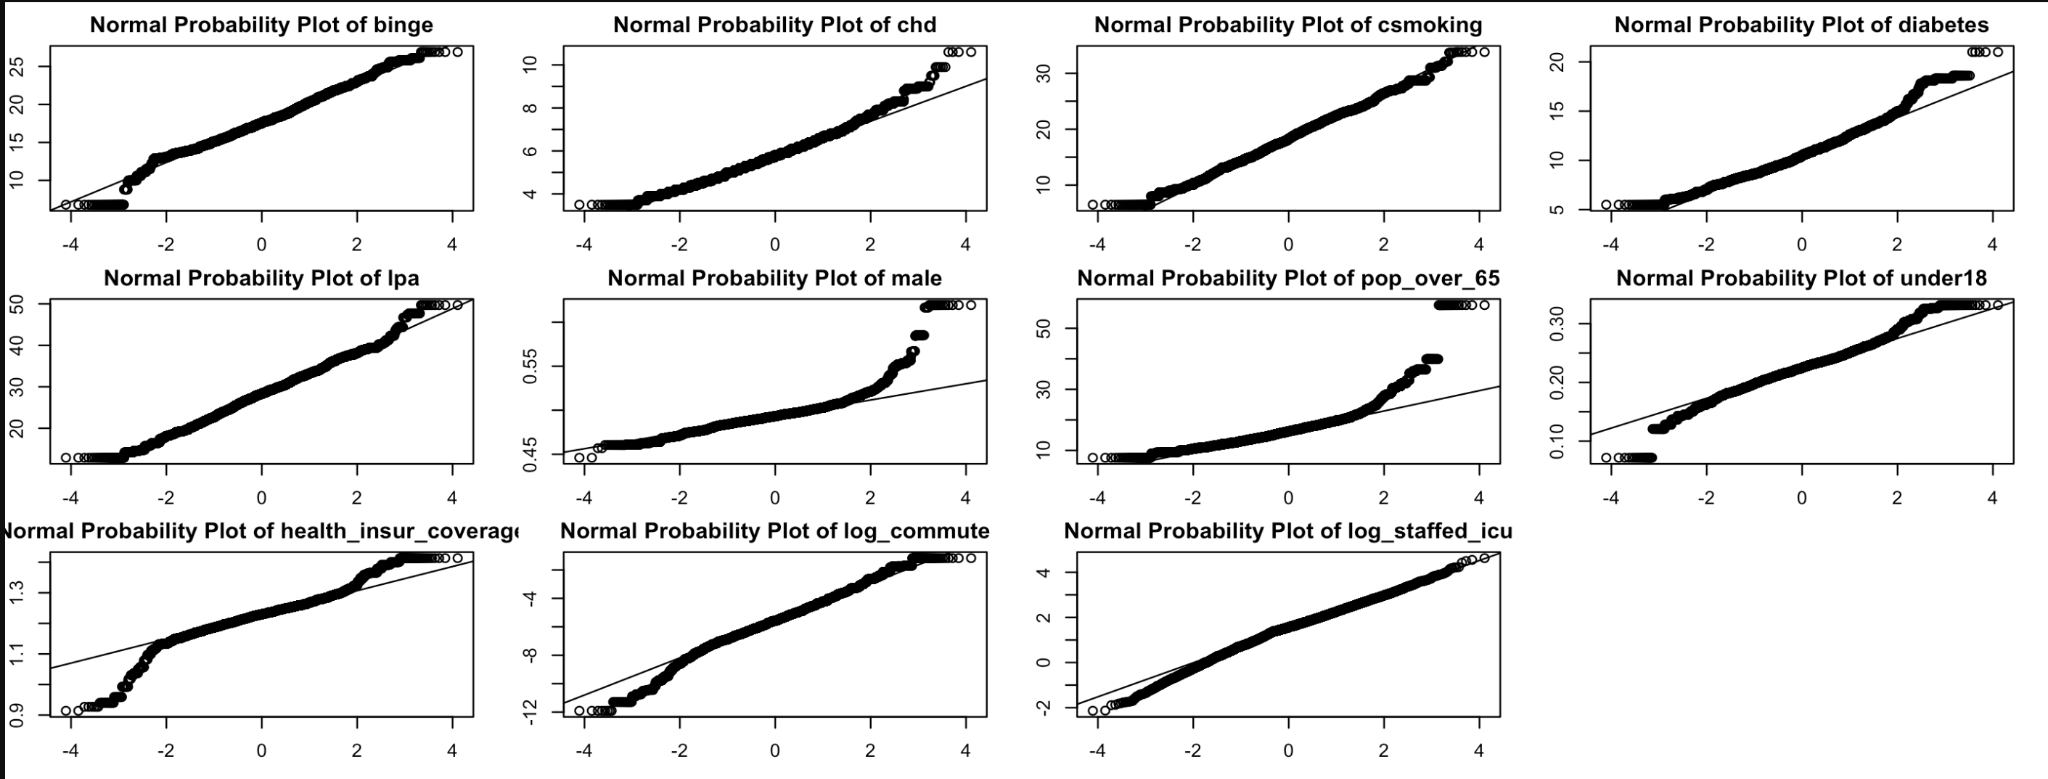 Normal Probability Plot of binge
25
20
15
10
-4 -2 0 2 4
Normal Probability Plot of chd
10
8
6
4
-4 -2 0 2 4
Normal Probability Plot of csmoking
30
20
10
-4 -2 0 2 4
Normal Probability Plot of diabetes
20
15
10
5
-4 -2 0 2 4
Normal Probability Plot of lpa
50
40
30
20
-4 -2 0 2 4
Normal Probability Plot of male
0.55
0.45
-4 -2 0 2 4
Normal Probability Plot of pop_over_65
50
30
10
-4 -2 0 2 4
Normal Probability Plot of under18
0.30
0.20
0.10
-4 -2 0 2 4
Normal Probability Plot of health_insur_coverage
1.3
1.1
0.9
-4 -2 0 2 4
Normal Probability Plot of log_commute
-4
-8
-12
-4 -2 0 2 4
Normal Probability Plot of log_staffed_icu
4
2
0
-2
-4 -2 0 2 4